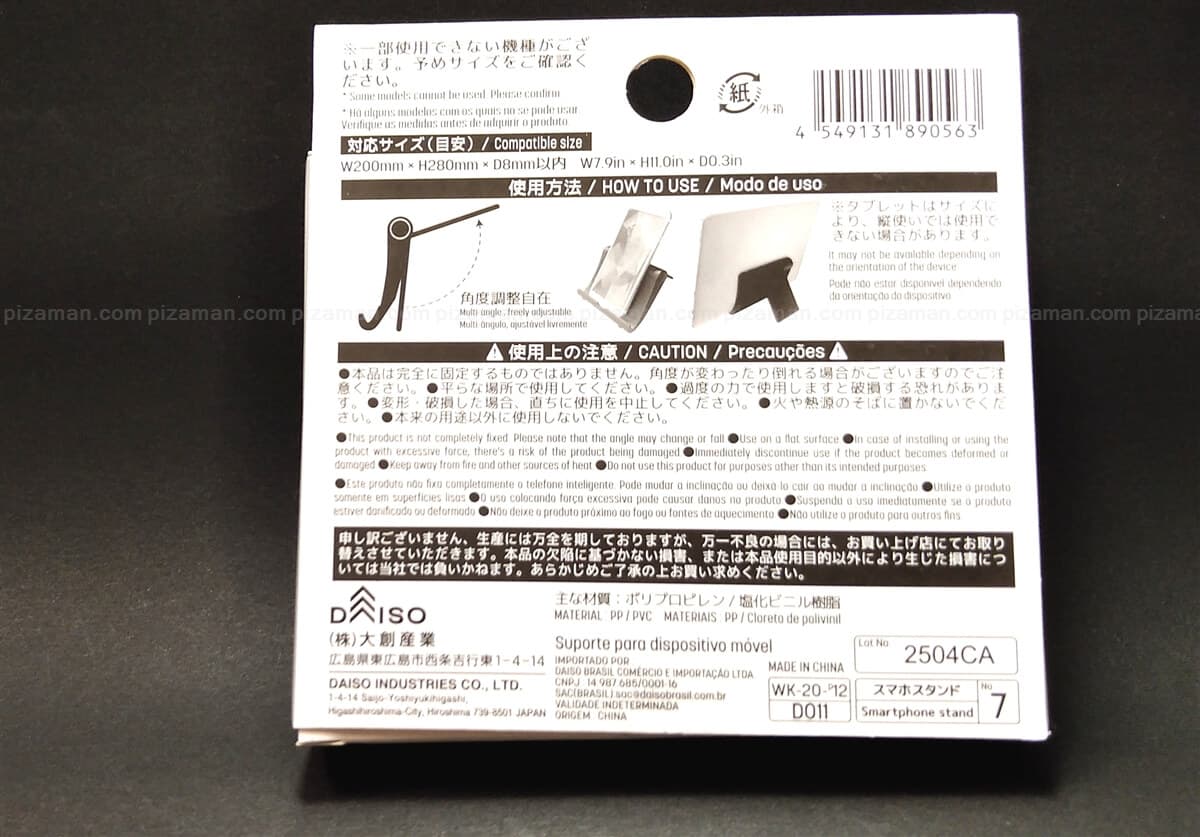 ※一部使用できない機種がござ
います。予めサイズをご確認く
ださい。
* Some models cannot be used. Please confirm
* Há alguns modelos com os quais no se pode usar.
Verifique as medidas antes de adquirir o produto.
紙
外箱
4 549131 890563
対応サイズ(目安) / Compatible size
W200mm × H280mm × D8mm以内 W7.9in × H11.0in × D0.3in
使用方法 / HOW TO USE / Modo de uso
角度調整自在
Multi-angle, freely adjustable
Multi-ângulo, ajustável livremente
※タブレットはサイズに
より、縦使いでは使用で
きない場合があります。
It may not be available depending on
the orientation of the device
Pode não estar disponível dependendo
da orientação do dispositivo
pizaman.com pizaman.com pizaman.com pizaman.com pizaman.com pizaman.com pizaman.com pizaman.com pizaman
⚠使用上の注意 / CAUTION / Precauções⚠
●本品は完全に固定するものではありません。角度が変わったり倒れる場合がございますのでご注
意ください。●平らな場所で使用してください。●過度の力で使用しますと破損する恐れがありま
す。●変形・破損した場合、直ちに使用を中止してください。●火や熱源のそばに置かないでくだ
さい。●本来の用途以外に使用しないでください。
●This product is not completely fixed. Please note that the angle may change or fall ●Use on a flat surface ●In case of installing or using the
product with excessive force, there's a risk of the product being damaged ●Immediately discontinue use if the product becomes deformed or
damaged ●Keep away from fire and other sources of heat ●Do not use this product for purposes other than its intended purposes
●Este produto não fixa completamente o telefone inteligente. Pode mudar a inclinação ou deixá lo cair ao mudar a inclinação ●Utilize o produto
somente em superfícies lisas ●O uso colocando força excessiva pode causar danos no produto ●Suspenda o uso imediatamente se o produto
estiver danificado ou deformado ●Não deixe o produto próximo ao fogo ou fontes de aquecimento ●Não utilize o produto para outros fins
申し訳ございません、生産には万全を期しておりますが、万一不良の場合には、お買い上げ店にてお取り
替えさせていただきます。本品の欠陥に基づかない損害、または本品使用目的以外により生じた損害につ
いては当社では負いかねます。あらかじめご了承の上お買い求めください。
DAISO
(株)大創産業
広島県東広島市西条吉行東1-4-14
DAISO INDUSTRIES CO., LTD.
1-4-14 Saijo-Yoshiyukihigashi,
Higashihiroshima-City, Hiroshima 739-8501 JAPAN
主な材質:ポリプロピレン/塩化ビニル樹脂
MATERIAL PP/PVC MATERIAIS PP/Cloreto de polivinil
Suporte para dispositivo móvel
IMPORTADO POR
DAISO BRASIL COMÉRCIO E IMPORTAÇÃO LTDA
CNPJ 14 987 685/0001-16
SAC(BRASIL) sac@daisobrasil.com.br
VALIDADE INDETERMINADA
ORIGEM CHINA
MADE IN CHINA
Lot No. 2504CA
WK-20-P12
D011
スマホスタンド
Smartphone stand
No 7